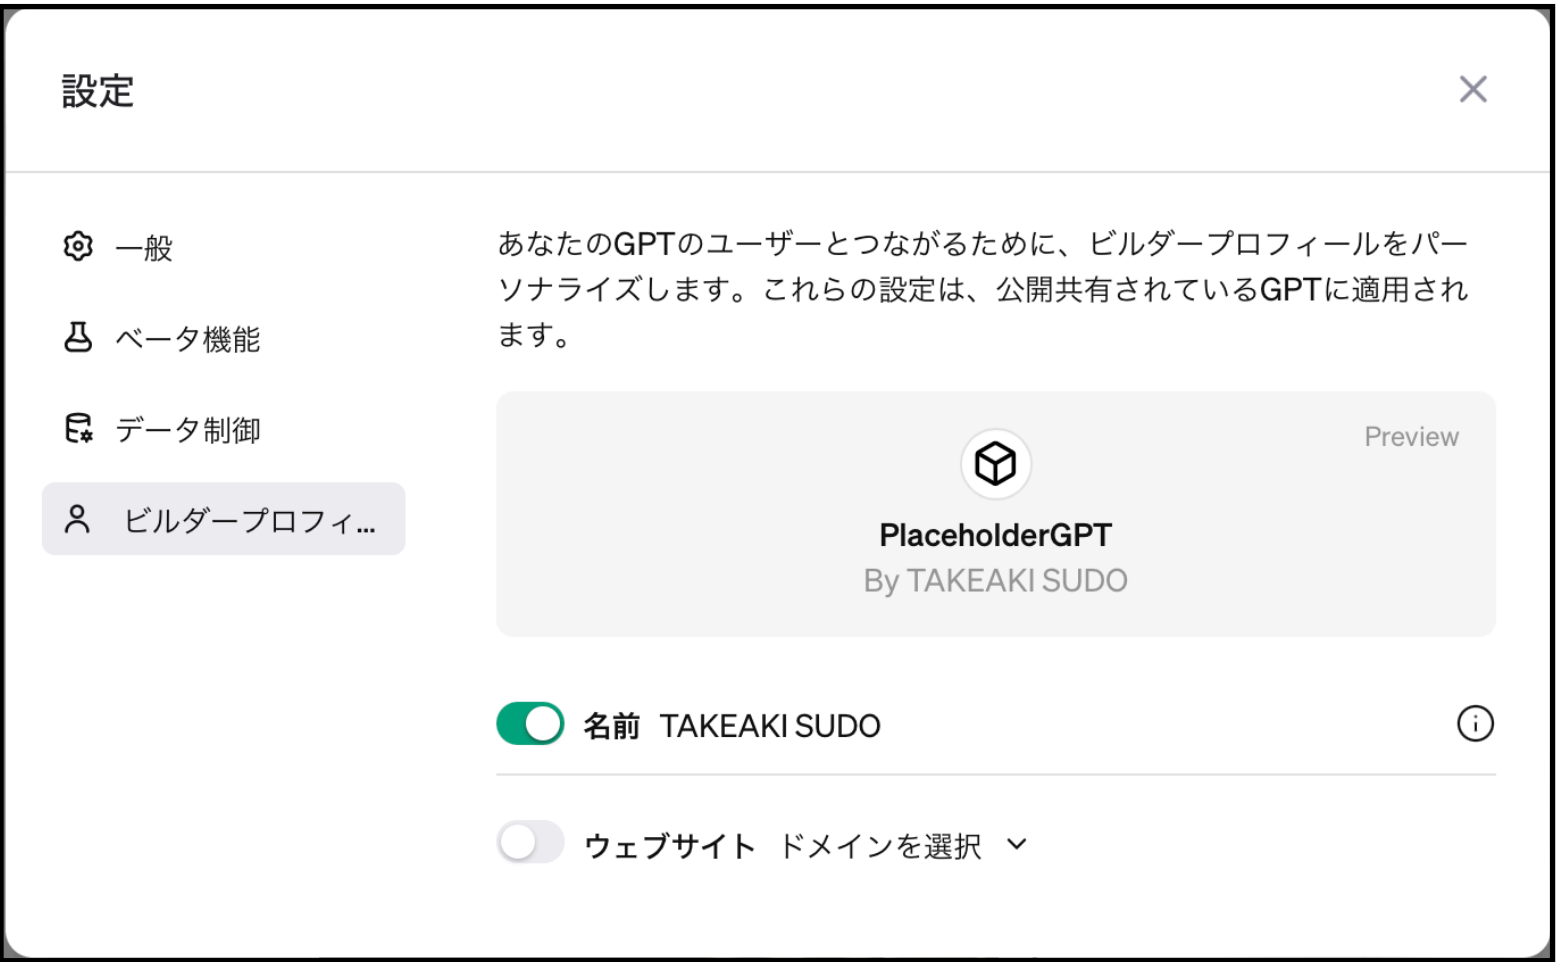 設定
一般
ベータ機能
データ制御
ビルダープロフィ...
あなたのGPTのユーザーとつながるために、ビルダープロフィールをパー
ソナライズします。これらの設定は、公開共有されているGPTに適用され
ます。
Preview
PlaceholderGPT
By TAKEAKI SUDO
名前 TAKEAKI SUDO
ウェブサイト ドメインを選択